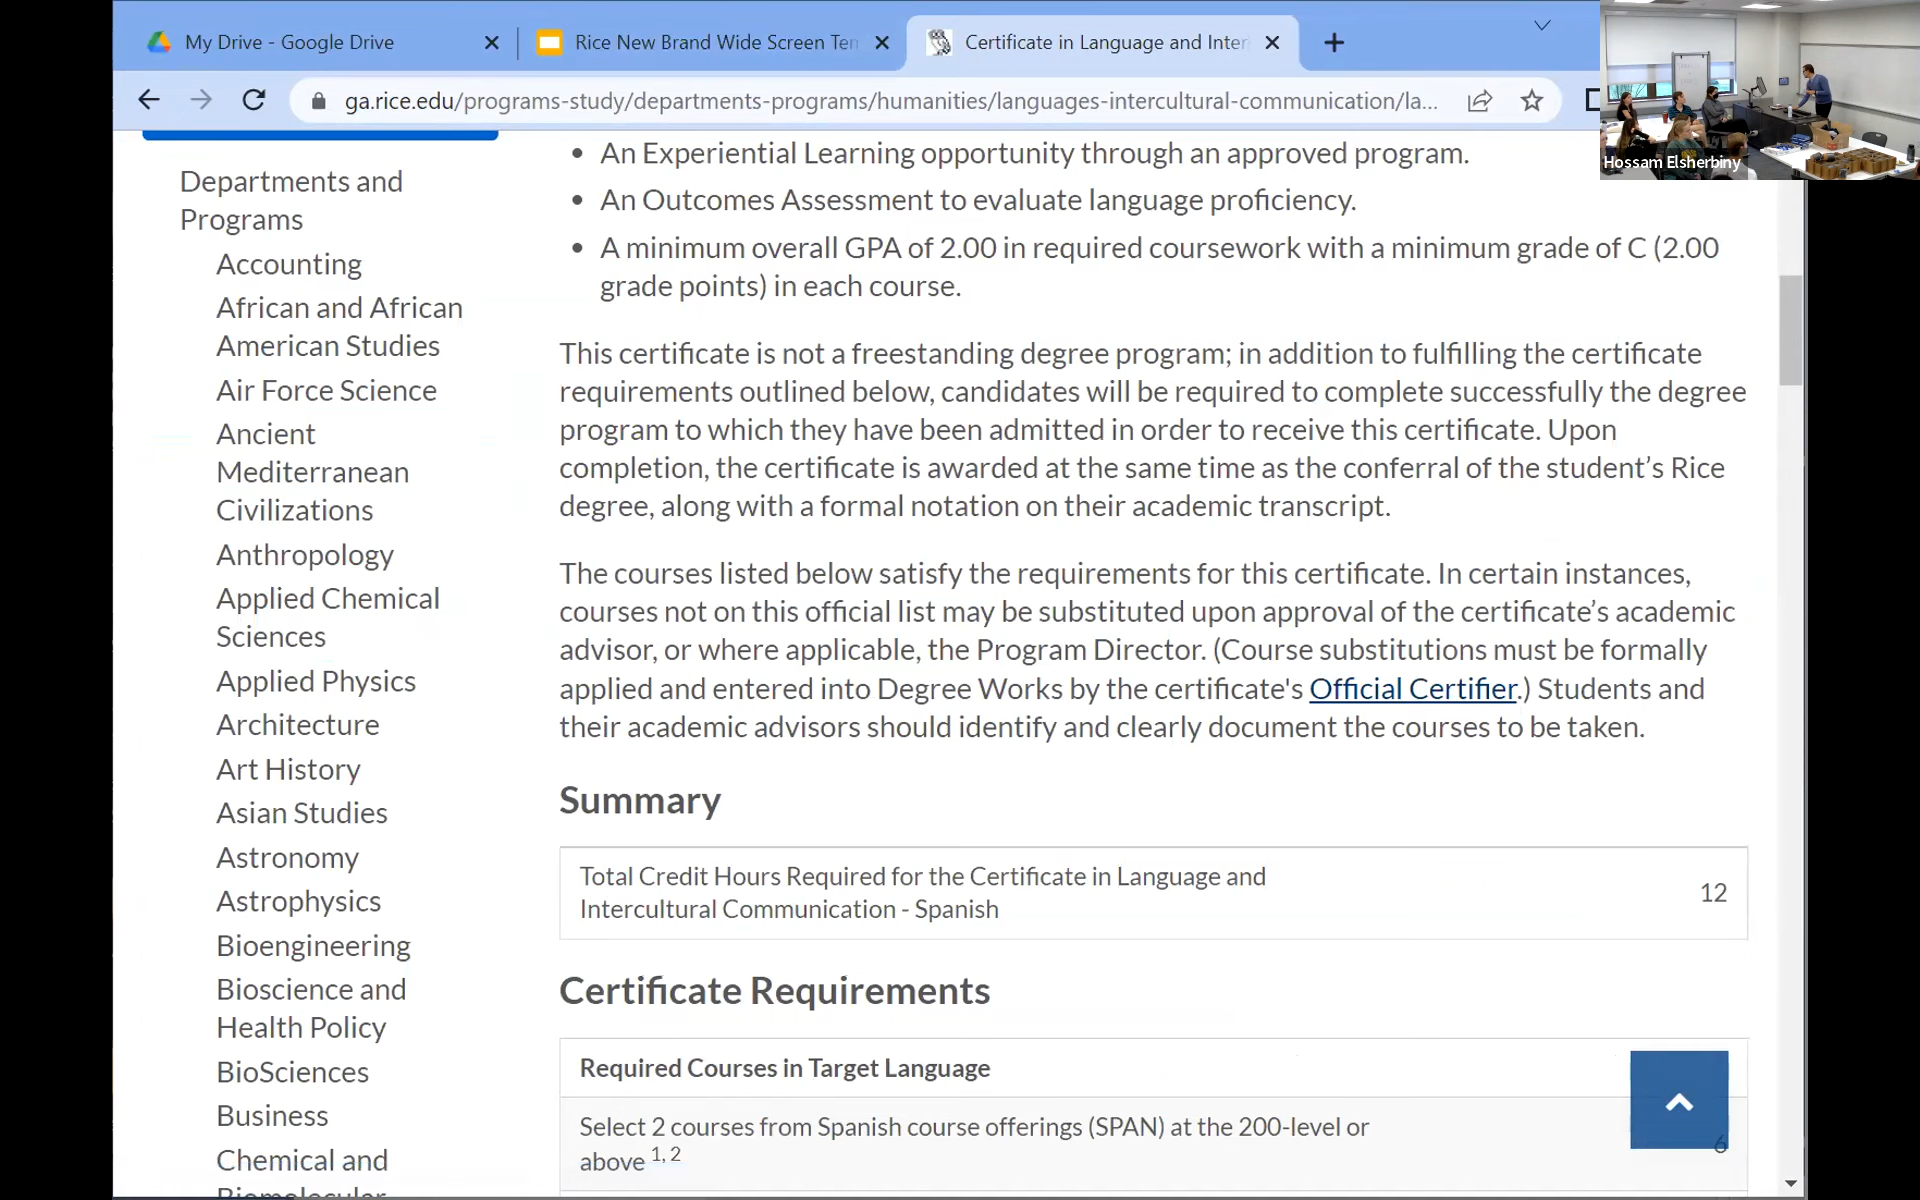 My Drive - Google Drive
Rice New Brand Wide Screen Ten
Certificate in Language and Inter
ga.rice.edu/programs-study/departments-programs/humanities/languages-intercultural-communication/la...
Hossam Elsherbiny
Departments and
Programs
Accounting
African and African
American Studies
Air Force Science
Ancient
Mediterranean
Civilizations
Anthropology
Applied Chemical
Sciences
Applied Physics
Architecture
Art History
Asian Studies
Astronomy
Astrophysics
Bioengineering
Bioscience and
Health Policy
BioSciences
Business
Chemical and
Biomolecular
• An Experiential Learning opportunity through an approved program.
• An Outcomes Assessment to evaluate language proficiency.
• A minimum overall GPA of 2.00 in required coursework with a minimum grade of C (2.00
grade points) in each course.
This certificate is not a freestanding degree program; in addition to fulfilling the certificate
requirements outlined below, candidates will be required to complete successfully the degree
program to which they have been admitted in order to receive this certificate. Upon
completion, the certificate is awarded at the same time as the conferral of the student’s Rice
degree, along with a formal notation on their academic transcript.
The courses listed below satisfy the requirements for this certificate. In certain instances,
courses not on this official list may be substituted upon approval of the certificate’s academic
advisor, or where applicable, the Program Director. (Course substitutions must be formally
applied and entered into Degree Works by the certificate's Official Certifier.) Students and
their academic advisors should identify and clearly document the courses to be taken.
Summary
Total Credit Hours Required for the Certificate in Language and
Intercultural Communication - Spanish
12
Certificate Requirements
Required Courses in Target Language
Select 2 courses from Spanish course offerings (SPAN) at the 200-level or
above 1, 2
6